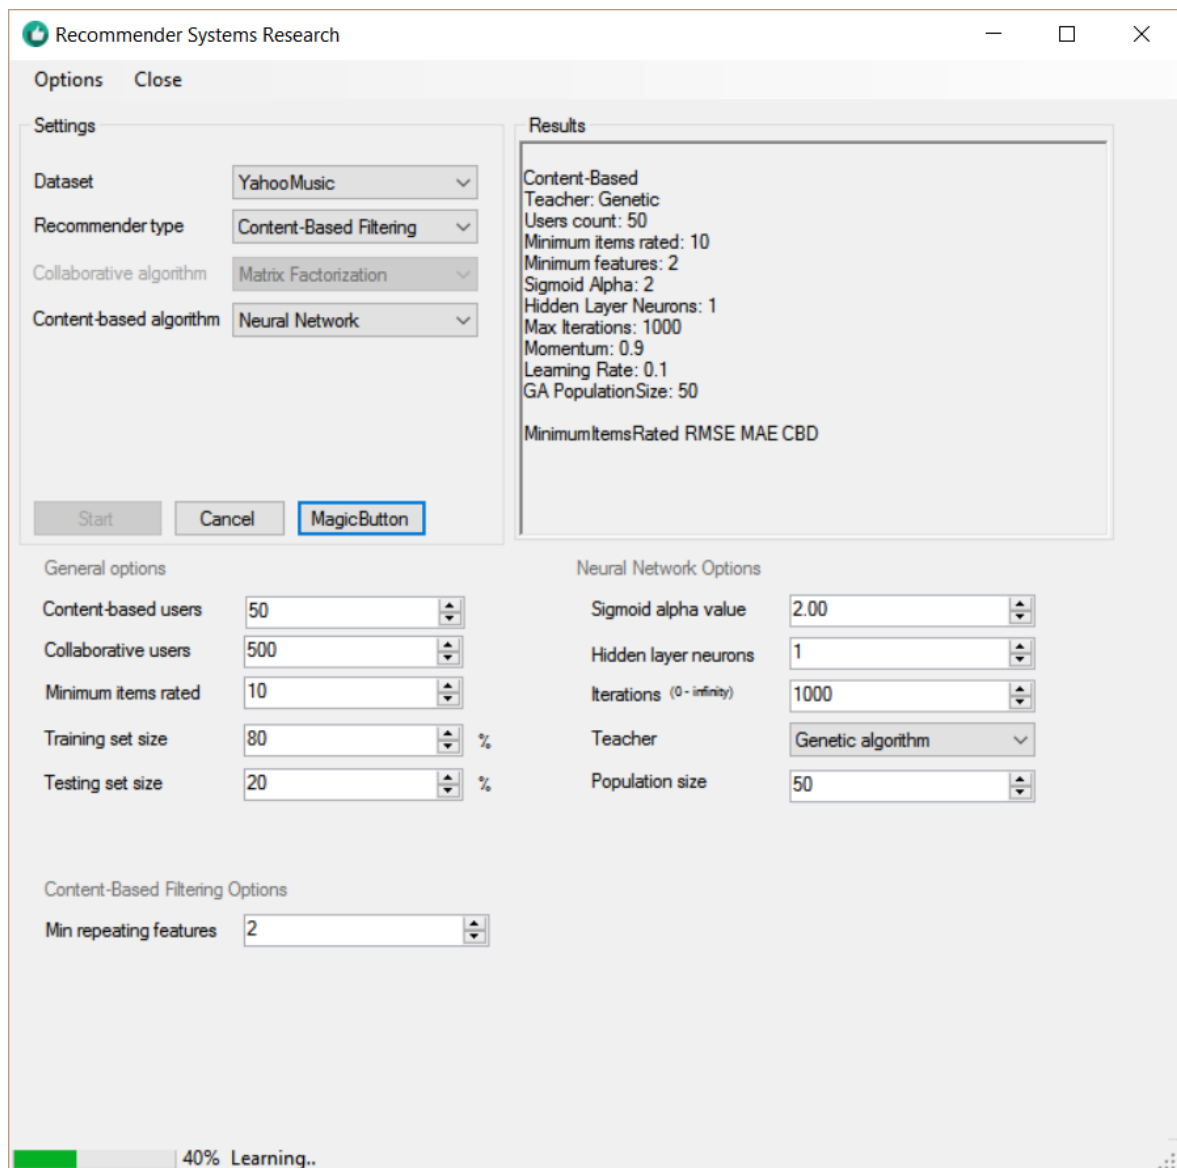 Recommender Systems Research
Options Close
Settings
Dataset YahooMusic
Recommender type Content-Based Filtering
Collaborative algorithm Matrix Factorization
Content-based algorithm Neural Network
Start Cancel MagicButton
Results
Content-Based
Teacher: Genetic
Users count: 50
Minimum items rated: 10
Minimum features: 2
Sigmoid Alpha: 2
Hidden Layer Neurons: 1
Max Iterations: 1000
Momentum: 0.9
Learning Rate: 0.1
GA PopulationSize: 50
MinimumItemsRated RMSE MAE CBD
General options
Content-based users 50
Collaborative users 500
Minimum items rated 10
Training set size 80 %
Testing set size 20 %
Neural Network Options
Sigmoid alpha value 2.00
Hidden layer neurons 1
Iterations (0 - infinity) 1000
Teacher Genetic algorithm
Population size 50
Content-Based Filtering Options
Min repeating features 2
40% Learning..